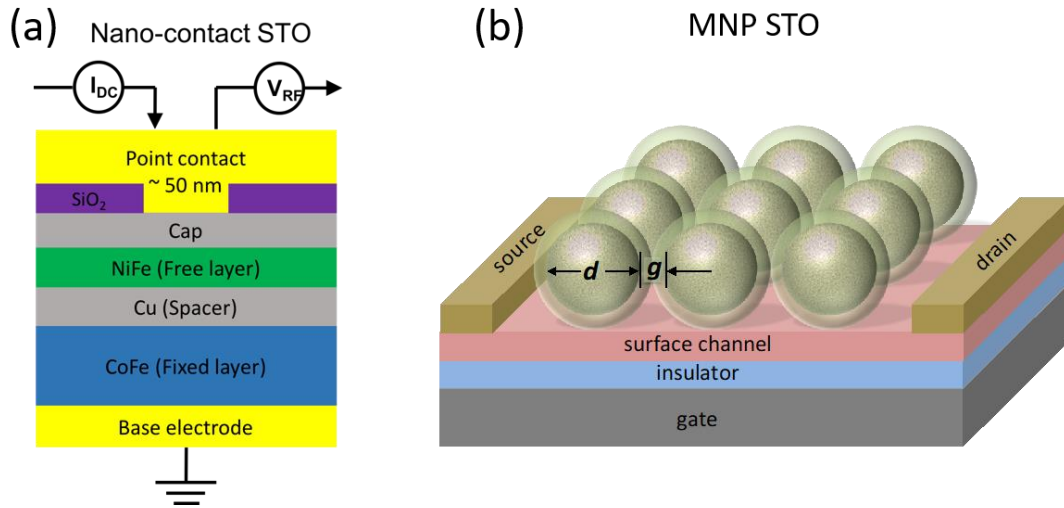 (a)
Nano-contact STO
I_DC
V_RF
Point contact
~ 50 nm
SiO₂
Cap
NiFe (Free layer)
Cu (Spacer)
CoFe (Fixed layer)
Base electrode
(b)
MNP STO
source
drain
d
g
surface channel
insulator
gate